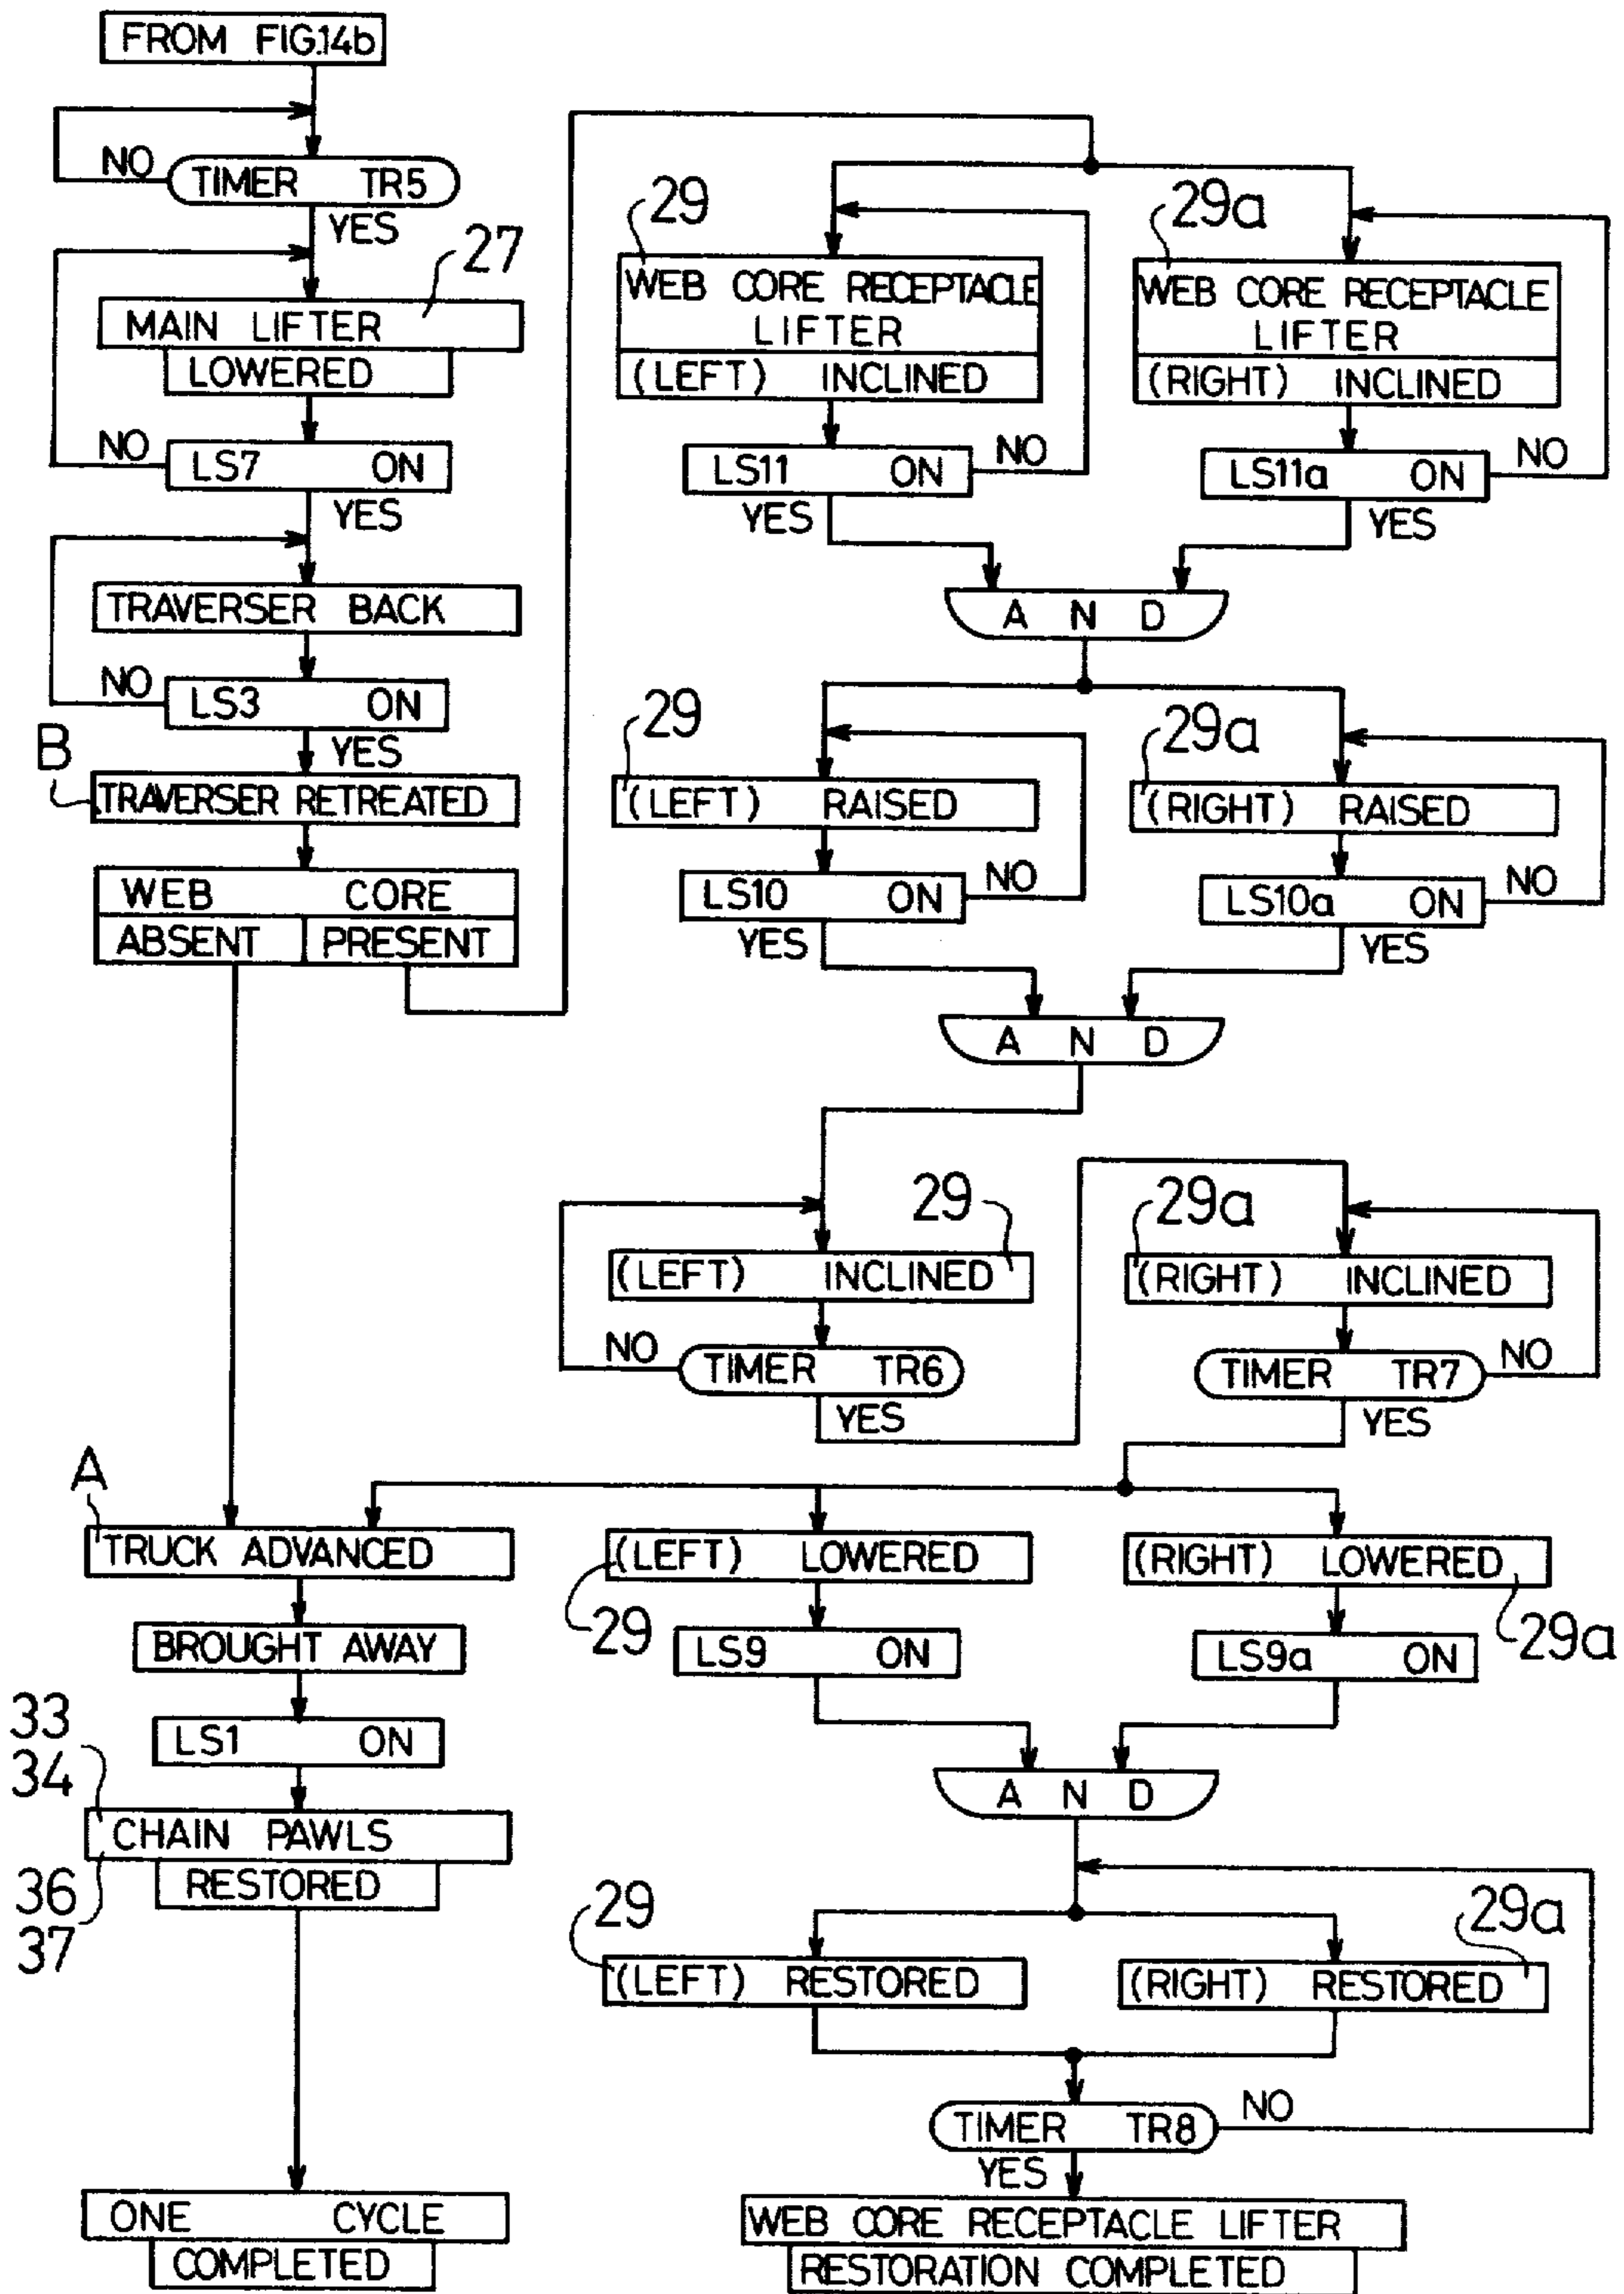 FROM FIG.14b
NO
TIMER TR5
YES
27
MAIN LIFTER
LOWERED
NO
LS7 ON
YES
TRAVERSER BACK
NO
LS3 ON
YES
B
TRAVERSER RETREATED
WEB CORE
ABSENT PRESENT
29
WEB CORE RECEPTACLE
LIFTER
(LEFT) INCLINED
LS11 ON
NO
YES
29a
WEB CORE RECEPTACLE
LIFTER
(RIGHT) INCLINED
LS11a ON
NO
YES
A N D
29
(LEFT) RAISED
LS10 ON
NO
YES
29a
(RIGHT) RAISED
LS10a ON
NO
YES
A N D
29
(LEFT) INCLINED
NO
TIMER TR6
YES
29a
(RIGHT) INCLINED
TIMER TR7
NO
YES
A
TRUCK ADVANCED
BROUGHT AWAY
LS1 ON
33
34
CHAIN PAWLS
36
37
RESTORED
ONE CYCLE
COMPLETED
(LEFT) LOWERED
29
LS9 ON
(RIGHT) LOWERED
29a
LS9a ON
A N D
29
(LEFT) RESTORED
29a
(RIGHT) RESTORED
TIMER TR8
NO
YES
WEB CORE RECEPTACLE LIFTER
RESTORATION COMPLETED